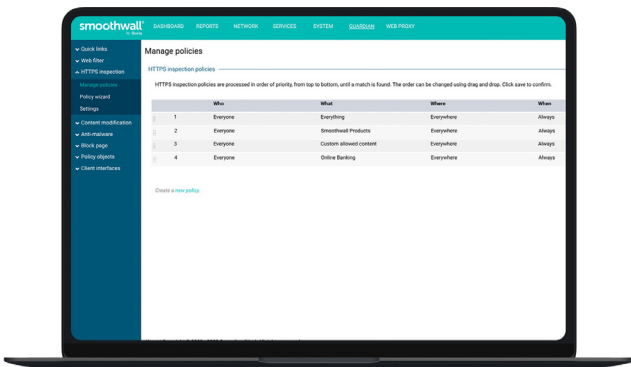 smoothwall
by Qoria
DASHBOARD REPORTS NETWORK SERVICES SYSTEM GUARDIAN WEB PROXY
Quick links
Web filter
HTTPS inspection
Manage policies
Policy wizard
Settings
Content modification
Anti-malware
Block page
Policy objects
Client interfaces
Manage policies
HTTPS inspection policies
HTTPS inspection policies are processed in order of priority, from top to bottom, until a match is found. The order can be changed using drag and drop. Click save to confirm.
Who What Where When
1 Everyone Everything Everywhere Always
2 Everyone Smoothwall Products Everywhere Always
3 Everyone Custom allowed content Everywhere Always
4 Everyone Online Banking Everywhere Always
Create a new policy.